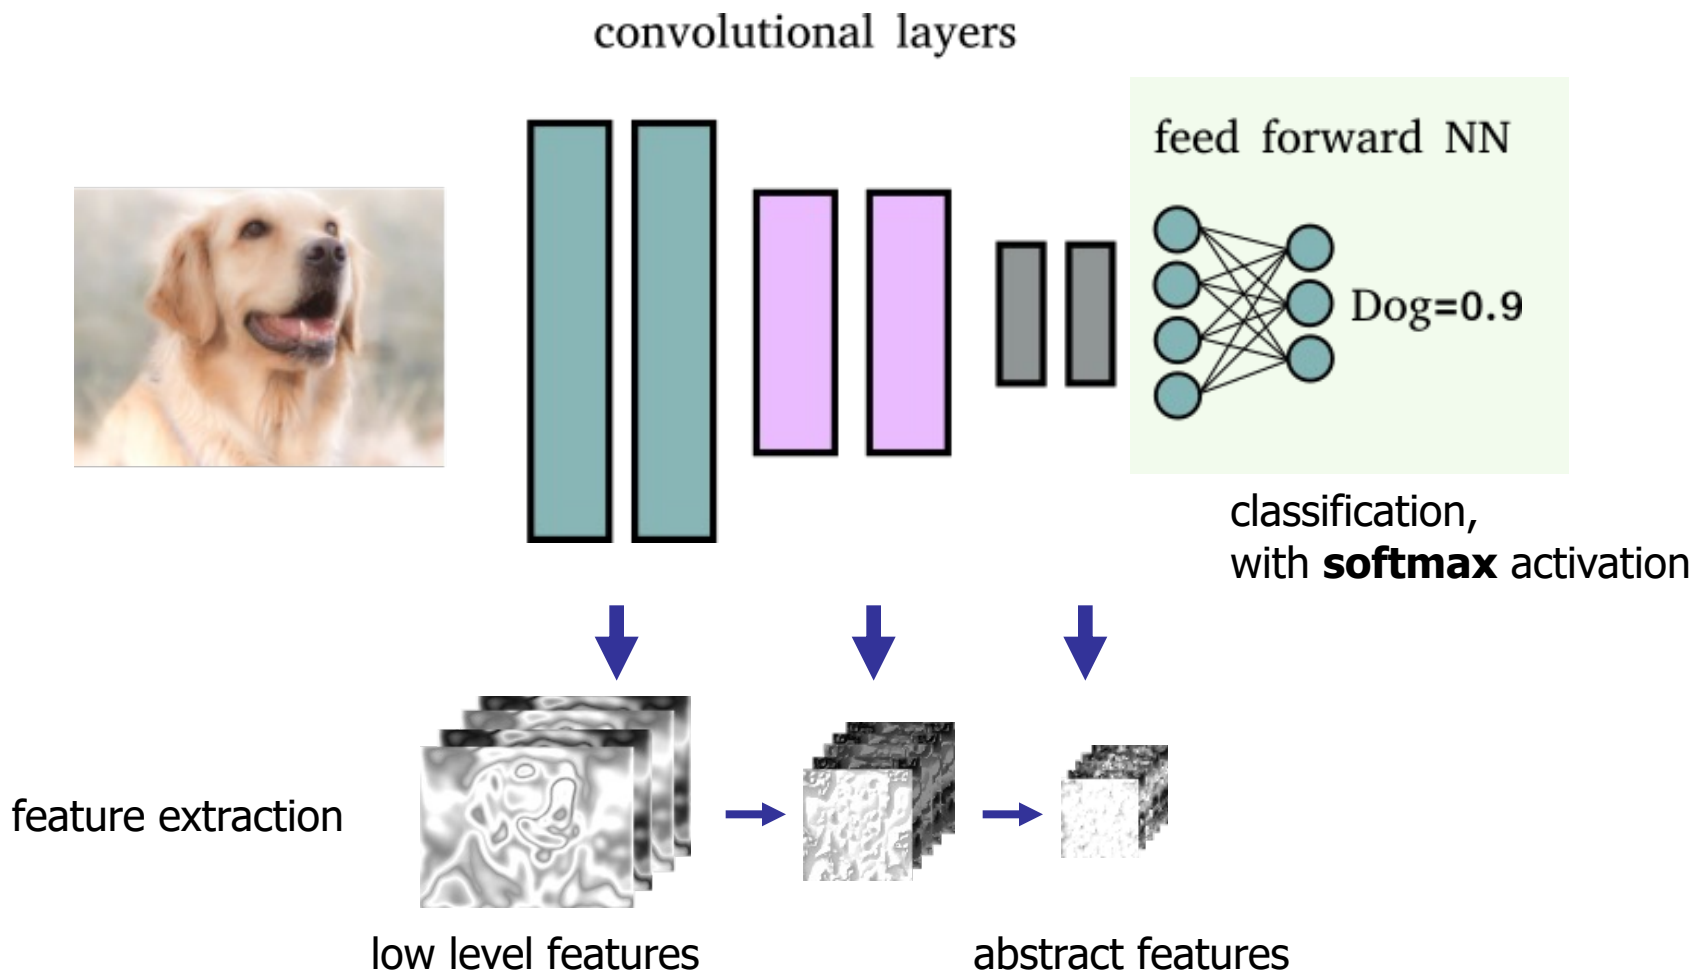 convolutional layers
feed forward NN
Dog=0.9
classification,
with softmax activation
feature extraction
low level features
abstract features